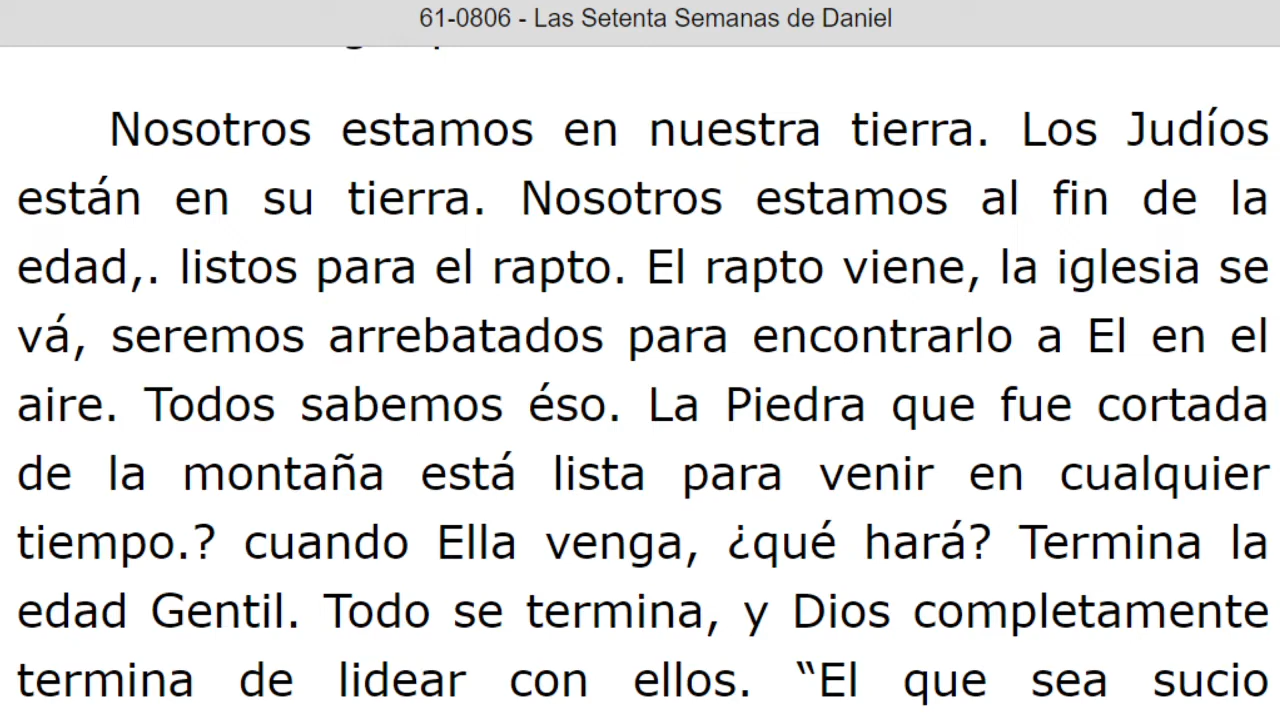 61-0806 - Las Setenta Semanas de Daniel
Nosotros estamos en nuestra tierra. Los Judíos
están en su tierra. Nosotros estamos al fin de la
edad,. listos para el rapto. El rapto viene, la iglesia se
vá, seremos arrebatados para encontrarlo a El en el
aire. Todos sabemos éso. La Piedra que fue cortada
de la montaña está lista para venir en cualquier
tiempo.? cuando Ella venga, ¿qué hará? Termina la
edad Gentil. Todo se termina, y Dios completamente
termina de lidear con ellos. “El que sea sucio